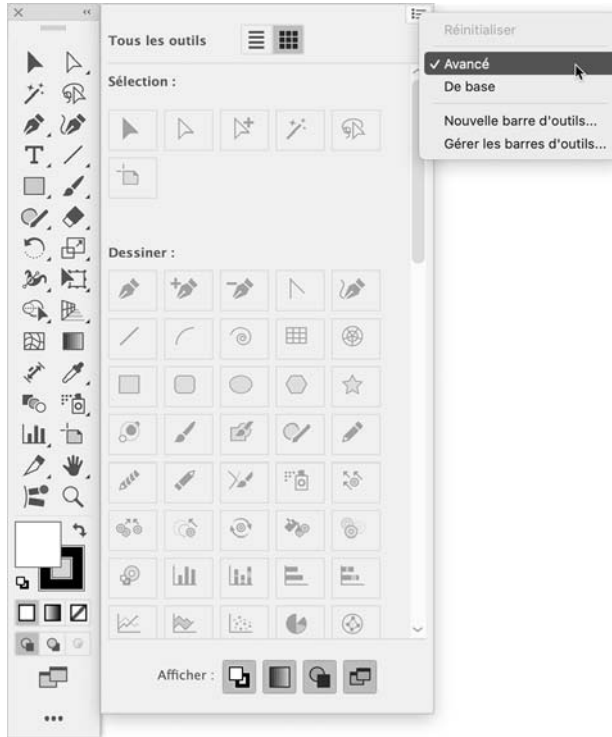 Tous les outils
Réinitialiser
✓ Avancé
De base
Nouvelle barre d'outils...
Gérer les barres d'outils...
Sélection :
Dessiner :
Afficher :